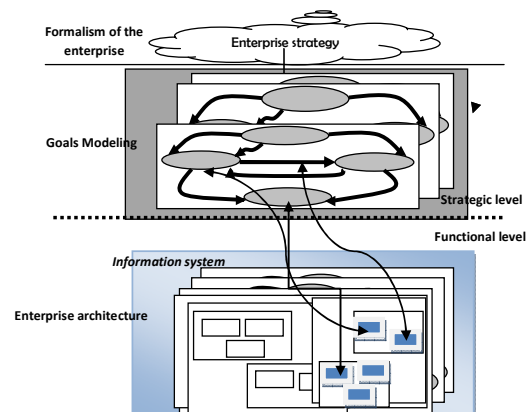 Formalism of the
enterprise
Enterprise strategy
Goals Modeling
Strategic level
Functional level
Information system
Enterprise architecture